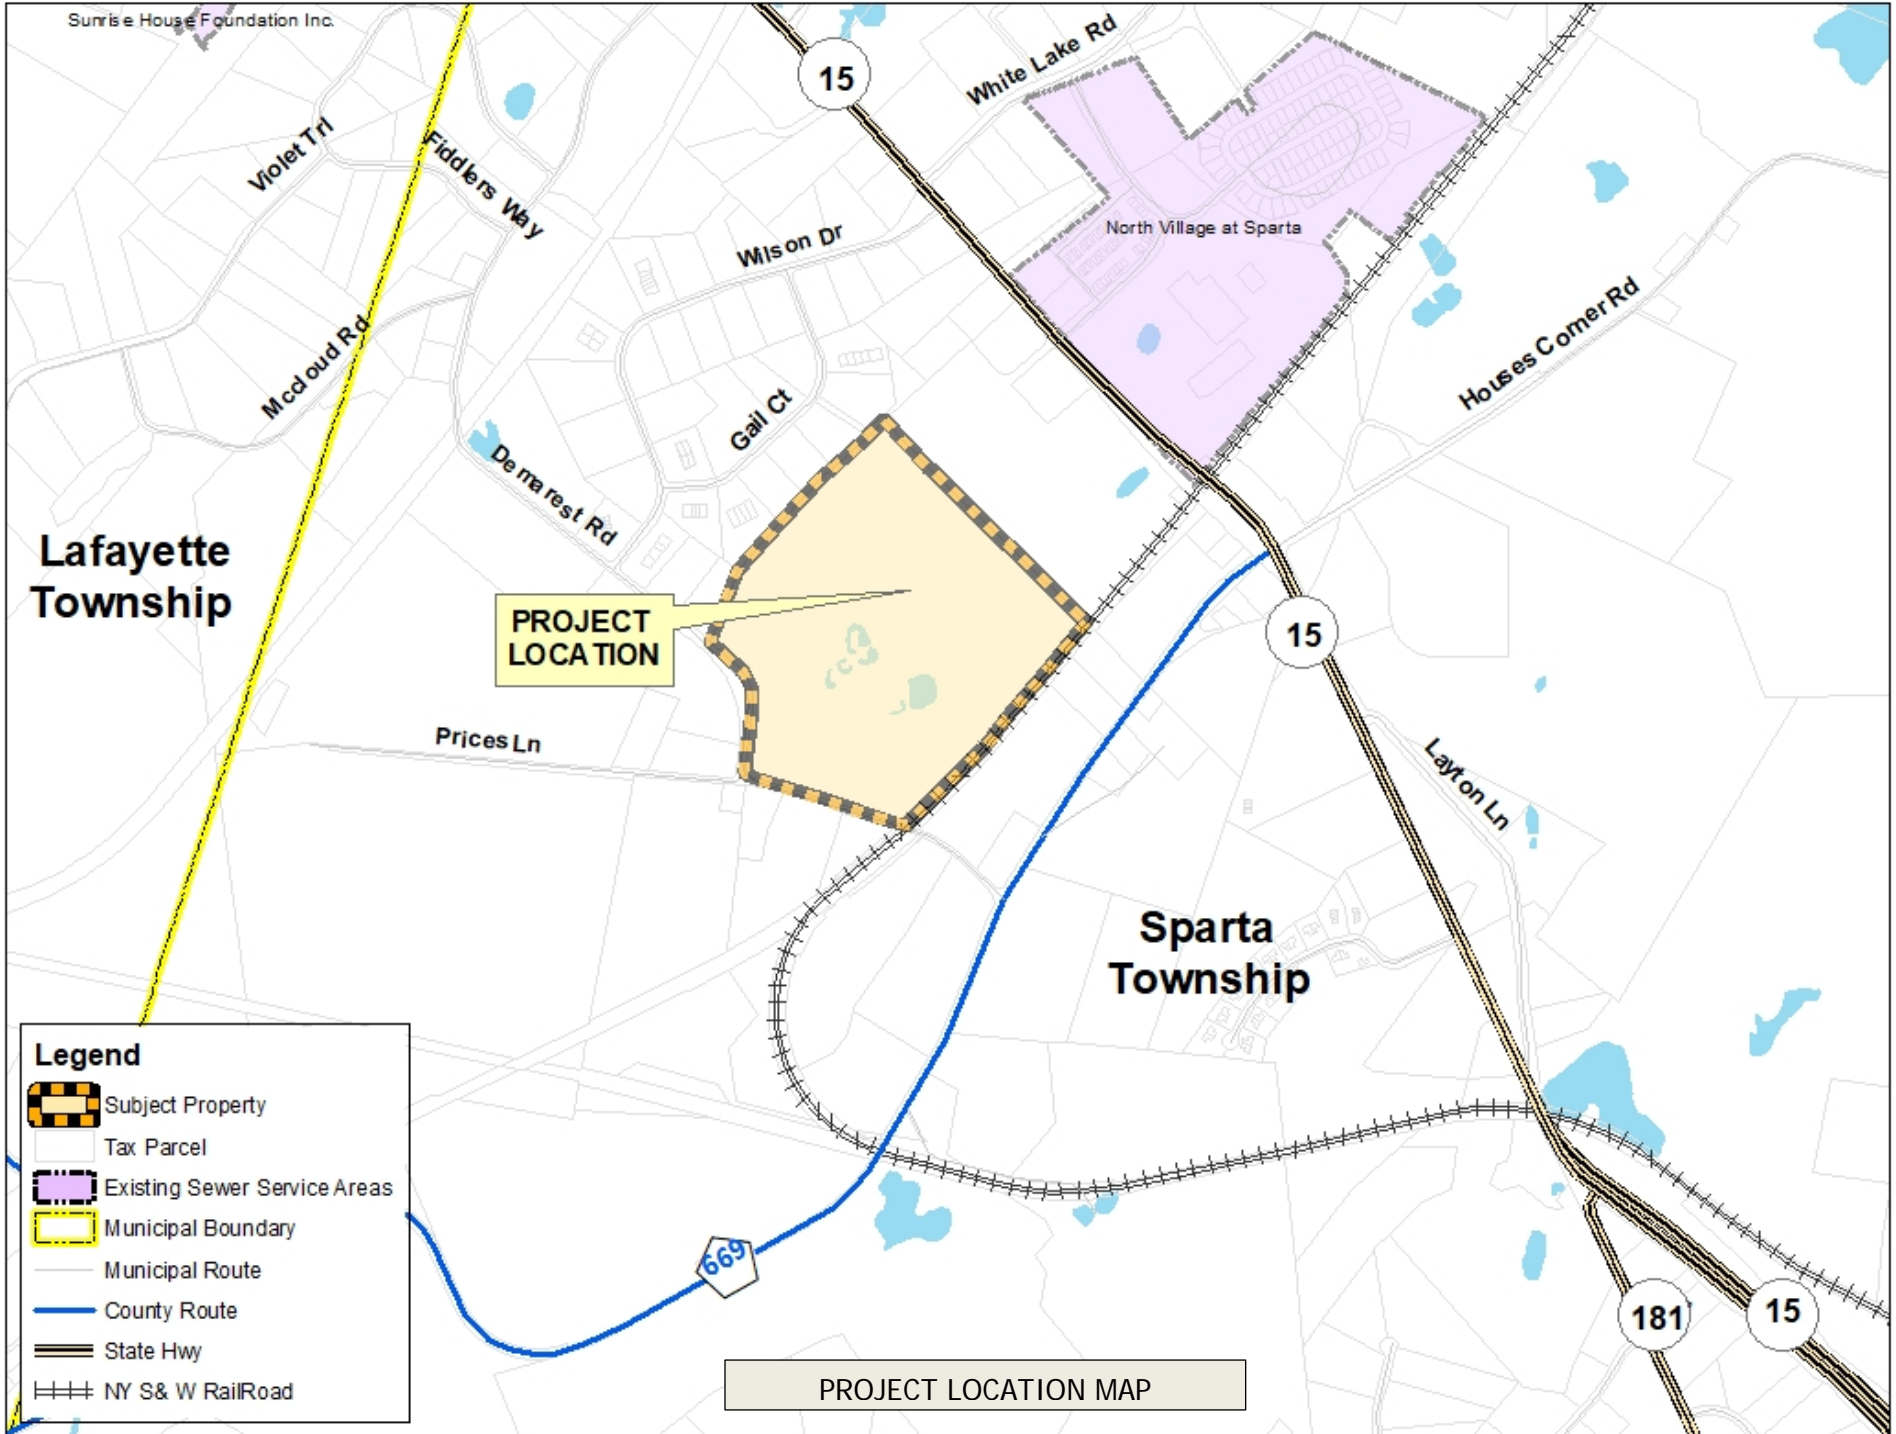 Sunrise House Foundation Inc.
15
White Lake Rd
Violet Trl
Fiddlers Way
North Village at Sparta
Wilson Dr
Houses Corner Rd
Mccloud Rd
Gail Ct
Demarest Rd
Lafayette
Township
PROJECT
LOCATION
15
Prices Ln
Layton Ln
Sparta
Township
Legend
Subject Property
Tax Parcel
Existing Sewer Service Areas
Municipal Boundary
Municipal Route
County Route
State Hwy
NY S& W RailRoad
669
181
15
PROJECT LOCATION MAP